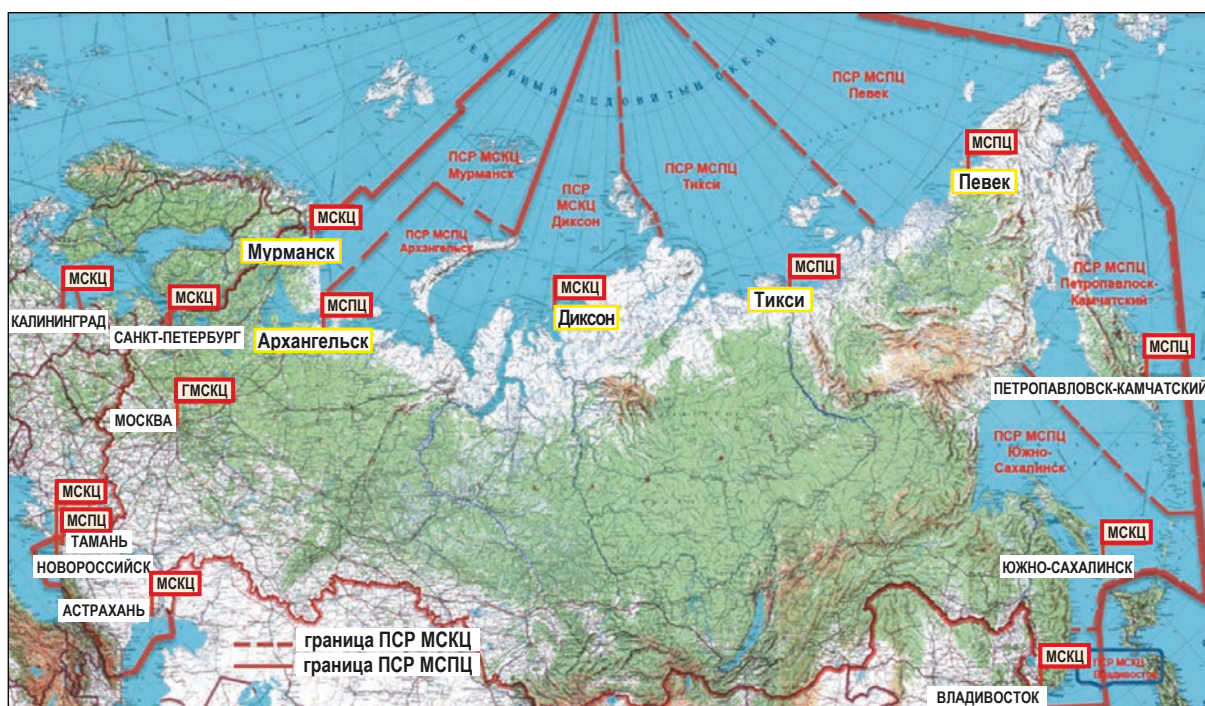 СЕВЕРНЫЙ ЛЕДОВИТЫЙ ОКЕАН
ПСР МСПЦ
Певек
МСПЦ
Певек
ПСР МСКЦ
Мурманск
ПСР МСПЦ
Тикси
ПСР
МСКЦ
Диксон
МСКЦ
Мурманск
ПСР МСПЦ
Архангельск
МСКЦ
КАЛИНИНГРАД
МСКЦ
САНКТ-ПЕТЕРБУРГ
МСПЦ
Архангельск
МСКЦ
Диксон
МСПЦ
Тикси
ПСР МСПЦ
Петропавлоск-
Камчатский
МСПЦ
ПЕТРОПАВЛОВСК-КАМЧАТСКИЙ
ГМСКЦ
МОСКВА
ПСР МСПЦ
Южно-
Сахалинск
МСКЦ
МСПЦ
ТАМАНЬ
НОВОРОССИЙСК
МСКЦ
АСТРАХАНЬ
МСКЦ
ЮЖНО-САХАЛИНСК
граница ПСР МСКЦ
граница ПСР МСПЦ
МСКЦ
ПСР МСКЦ
Владивосток
ВЛАДИВОСТОК